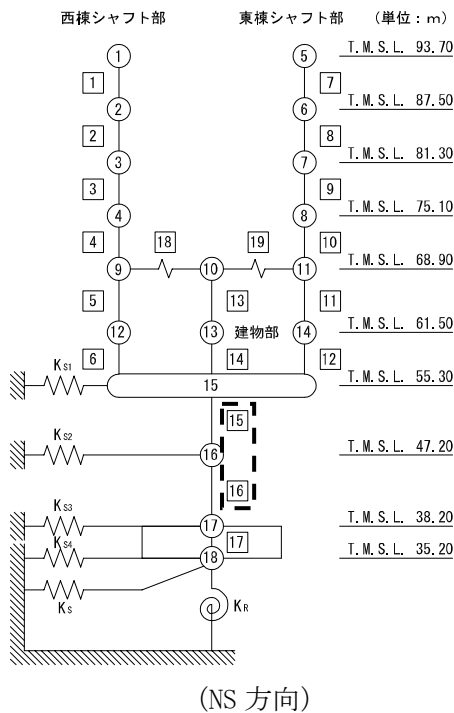 西棟シャフト部 東棟シャフト部 (単位:m)
1 5 T.M.S.L. 93.70
1 7
2 6 T.M.S.L. 87.50
2 8
3 7 T.M.S.L. 81.30
3 9
4 8 T.M.S.L. 75.10
4 18 19 10
9 10 11 T.M.S.L. 68.90
5 13 11
12 13 建物部 14 T.M.S.L. 61.50
6 14 12
KS1 15 T.M.S.L. 55.30
15
KS2 16 T.M.S.L. 47.20
16
KS3 17 T.M.S.L. 38.20
17
KS4 18 T.M.S.L. 35.20
KS KR
(NS 方向)